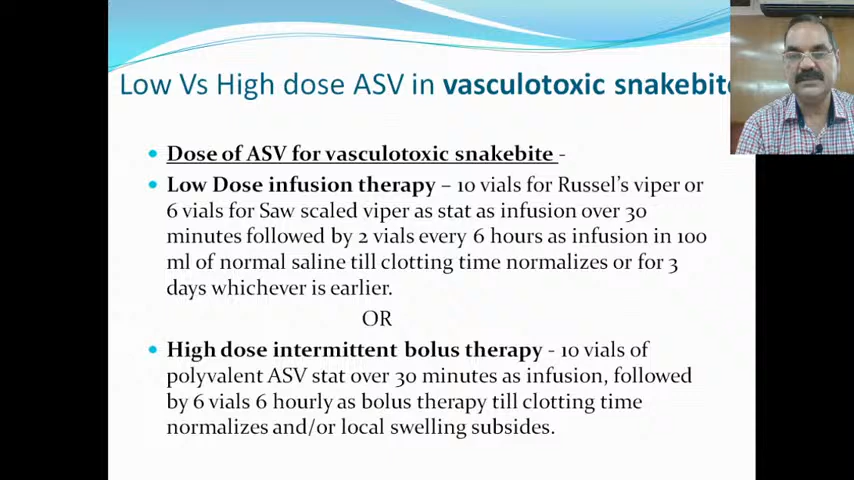 Low Vs High dose ASV in vasculotoxic snakebite
• Dose of ASV for vasculotoxic snakebite -
• Low Dose infusion therapy – 10 vials for Russel's viper or
6 vials for Saw scaled viper as stat as infusion over 30
minutes followed by 2 vials every 6 hours as infusion in 100
ml of normal saline till clotting time normalizes or for 3
days whichever is earlier.
OR
• High dose intermittent bolus therapy - 10 vials of
polyvalent ASV stat over 30 minutes as infusion, followed
by 6 vials 6 hourly as bolus therapy till clotting time
normalizes and/or local swelling subsides.